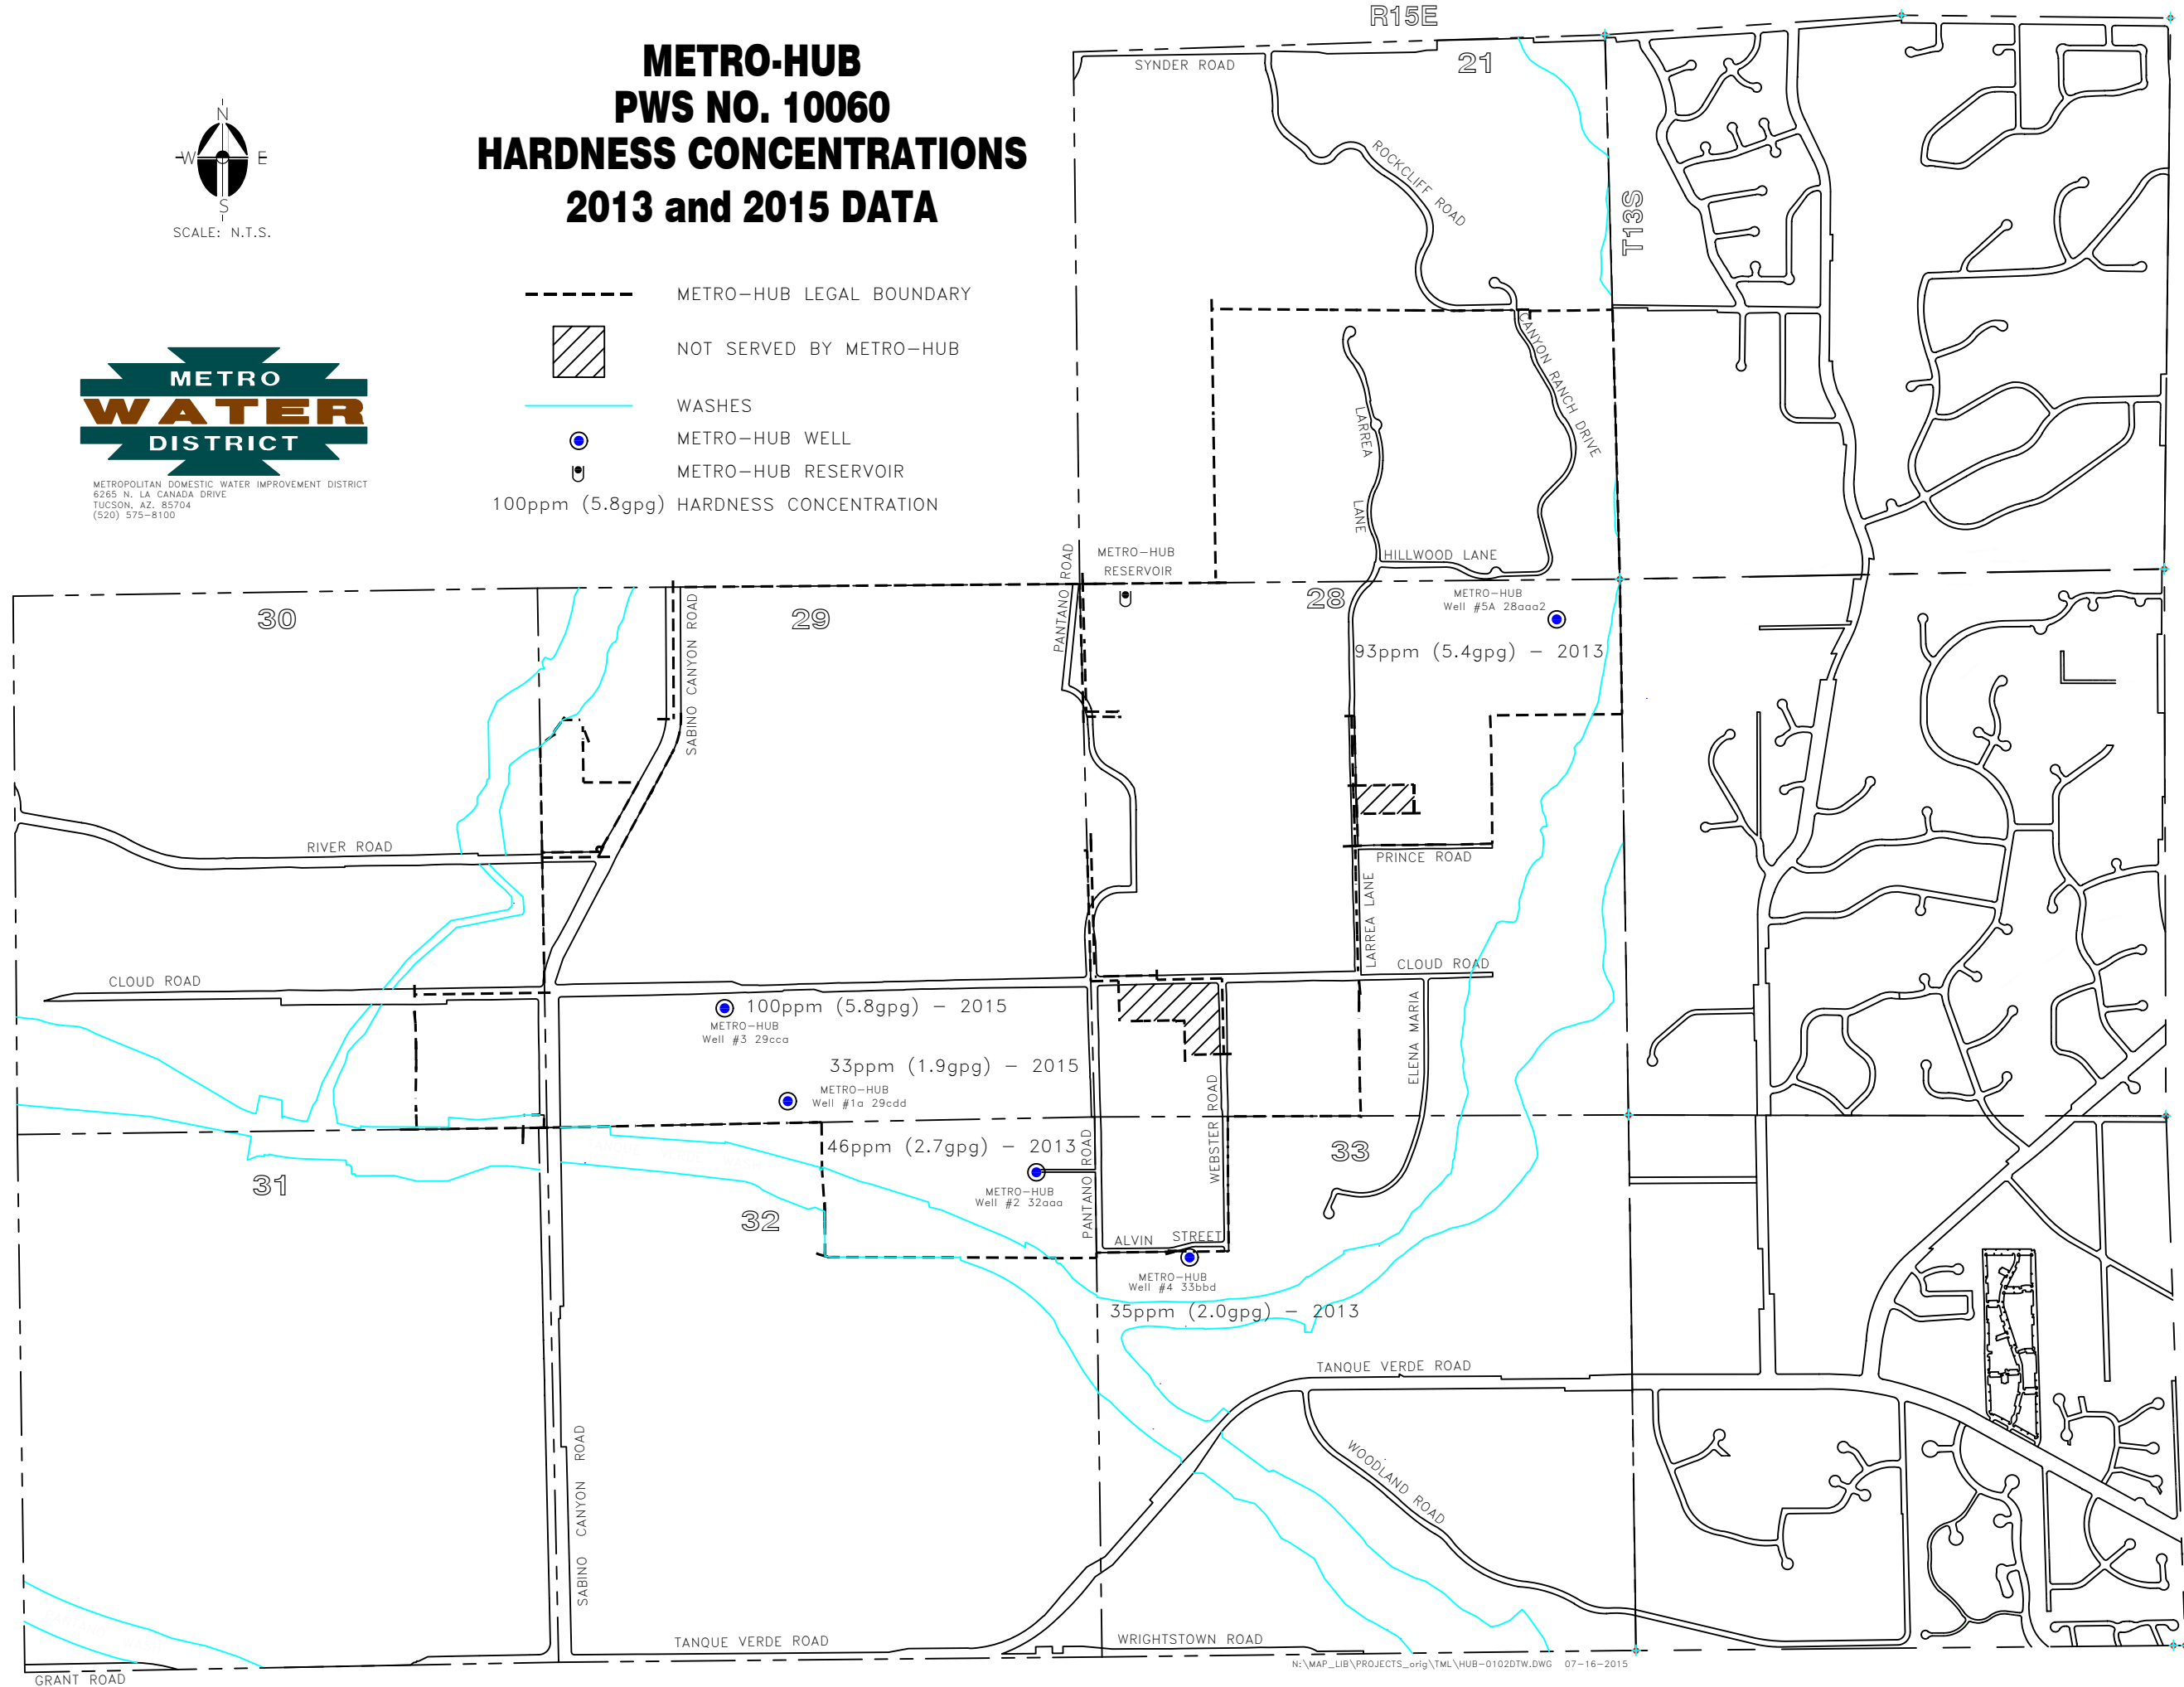 R15E
METRO-HUB
PWS NO. 10060
HARDNESS CONCENTRATIONS
2013 and 2015 DATA
N
W E
S
SCALE: N.T.S.
METRO
WATER
DISTRICT
METROPOLITAN DOMESTIC WATER IMPROVEMENT DISTRICT
6265 N. LA CANADA DRIVE
TUCSON, AZ. 85704
(520) 575-8100
METRO-HUB LEGAL BOUNDARY
NOT SERVED BY METRO-HUB
WASHES
METRO-HUB WELL
METRO-HUB RESERVOIR
100ppm (5.8gpg) HARDNESS CONCENTRATION
SYNDER ROAD
21
ROCKCLIFF ROAD
T13S
CANYON RANCH DRIVE
LARREA
LANE
HILLWOOD LANE
PANTANO ROAD
METRO-HUB
RESERVOIR
30
SABINO CANYON ROAD
29
PANTANO ROAD
28
METRO-HUB
Well #5A 28aaa2
93ppm (5.4gpg) - 2013
RIVER ROAD
PRINCE ROAD
LARREA LANE
CLOUD ROAD
CLOUD ROAD
100ppm (5.8gpg) - 2015
METRO-HUB
Well #3 29cca
33ppm (1.9gpg) - 2015
METRO-HUB
Well #1a 29cdd
ELENA MARIA
WEBSTER ROAD
46ppm (2.7gpg) - 2013
METRO-HUB
Well #2 32aaa
PANTANO ROAD
31
32
33
ALVIN STREET
METRO-HUB
Well #4 33bbd
35ppm (2.0gpg) - 2013
TANQUE VERDE ROAD
WOODLAND ROAD
SABINO CANYON ROAD
TANQUE VERDE ROAD
WRIGHTSTOWN ROAD
GRANT ROAD
N:\MAP_LIB\PROJECTS_orig\TML\HUB-0102DTW.DWG 07-16-2015